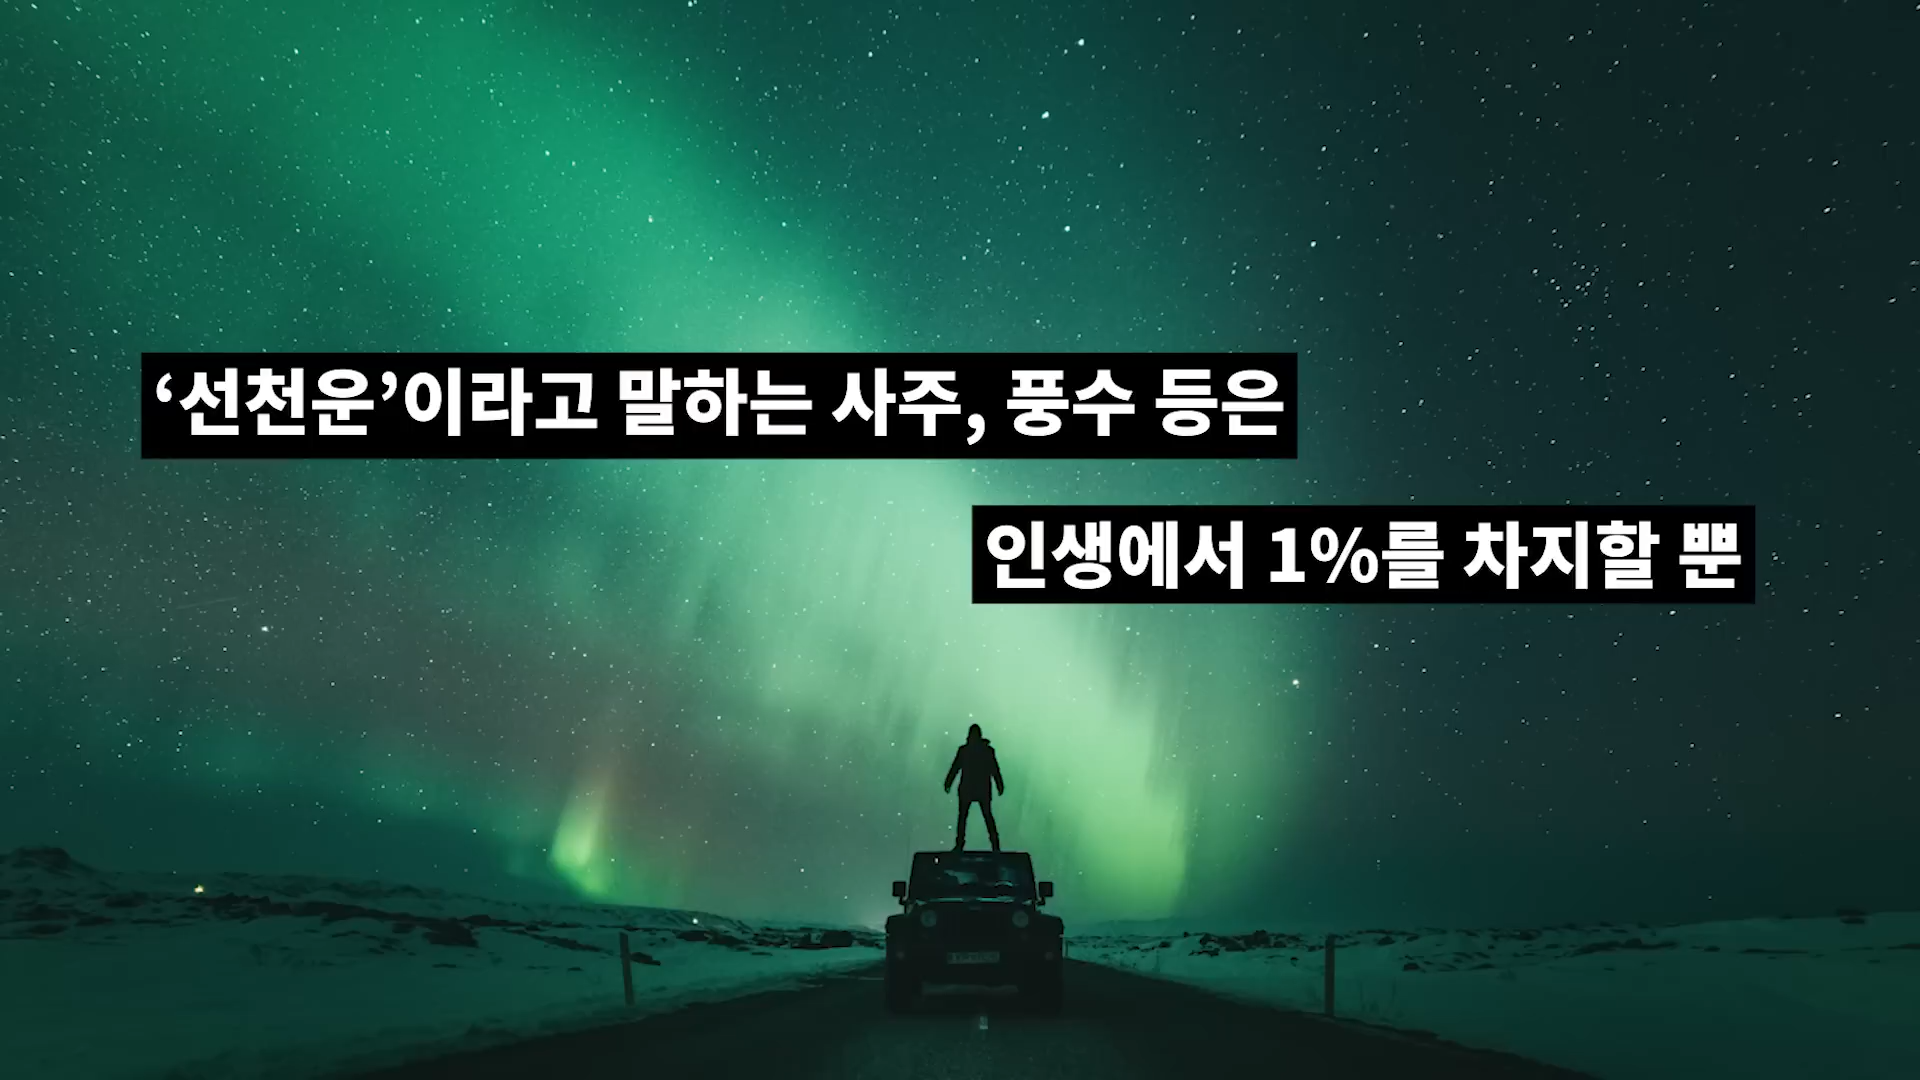 ‘선천운’이라고 말하는 사주, 풍수 등은
인생에서 1%를 차지할 뿐